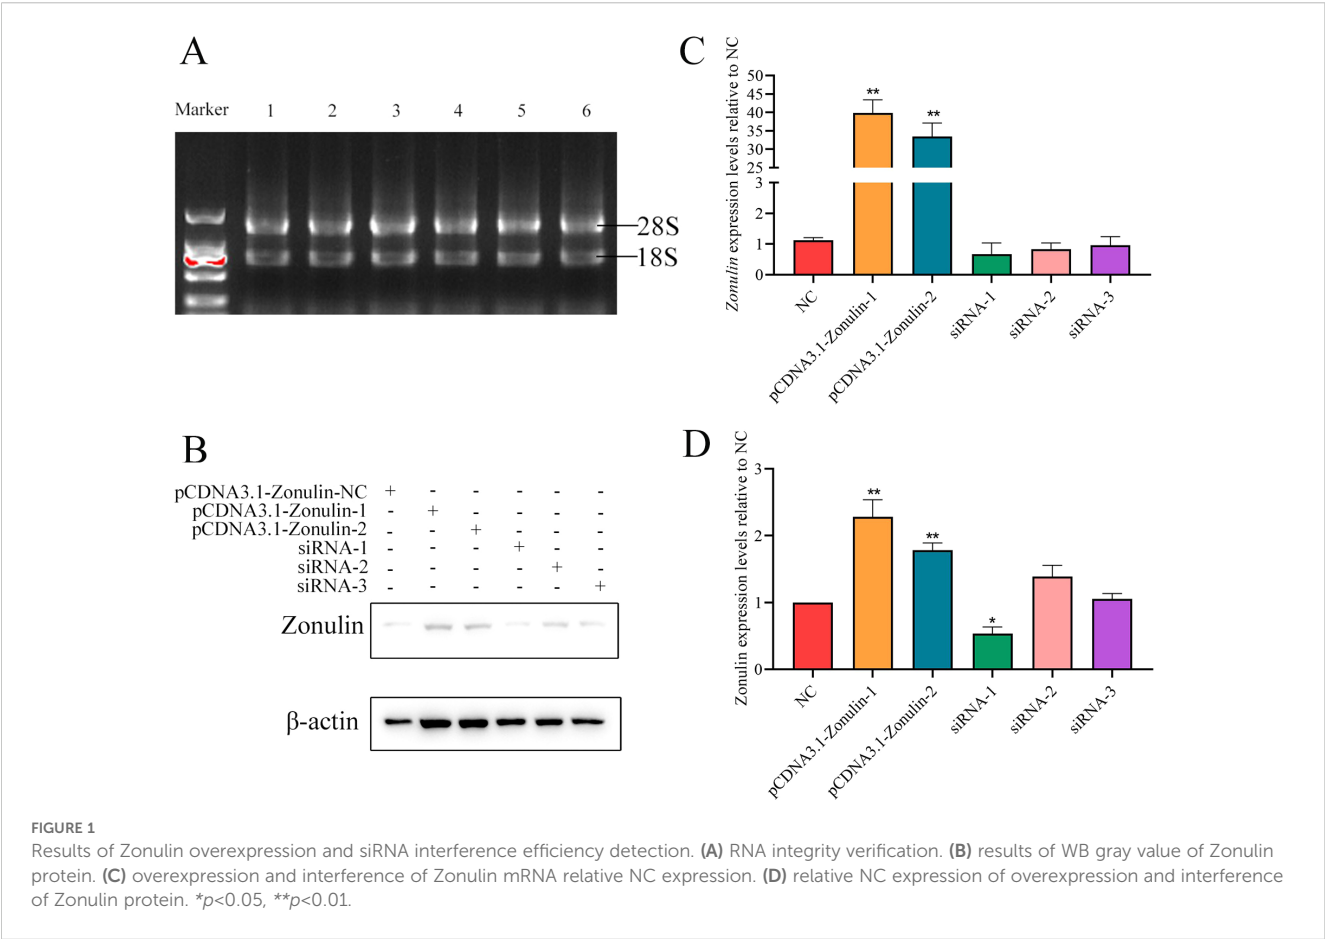 A
Marker 1 2 3 4 5 6
28S
18S
B
pCDNA3.1-Zonulin-NC + - - - - -
pCDNA3.1-Zonulin-1 - + - - - -
pCDNA3.1-Zonulin-2 - - + - - -
siRNA-1 - - - + - -
siRNA-2 - - - - + -
siRNA-3 - - - - - +
Zonulin
β-actin
C
Zonulin expression levels relative to NC
50
45
40
35
30
25
3
2
1
0
**
**
NC
pCDNA3.1-Zonulin-1
pCDNA3.1-Zonulin-2
siRNA-1
siRNA-2
siRNA-3
D
Zonulin expression levels relative to NC
3
2
1
0
**
**
*
NC
pCDNA3.1-Zonulin-1
pCDNA3.1-Zonulin-2
siRNA-1
siRNA-2
siRNA-3
FIGURE 1
Results of Zonulin overexpression and siRNA interference efficiency detection. (A) RNA integrity verification. (B) results of WB gray value of Zonulin
protein. (C) overexpression and interference of Zonulin mRNA relative NC expression. (D) relative NC expression of overexpression and interference
of Zonulin protein. *p<0.05, **p<0.01.